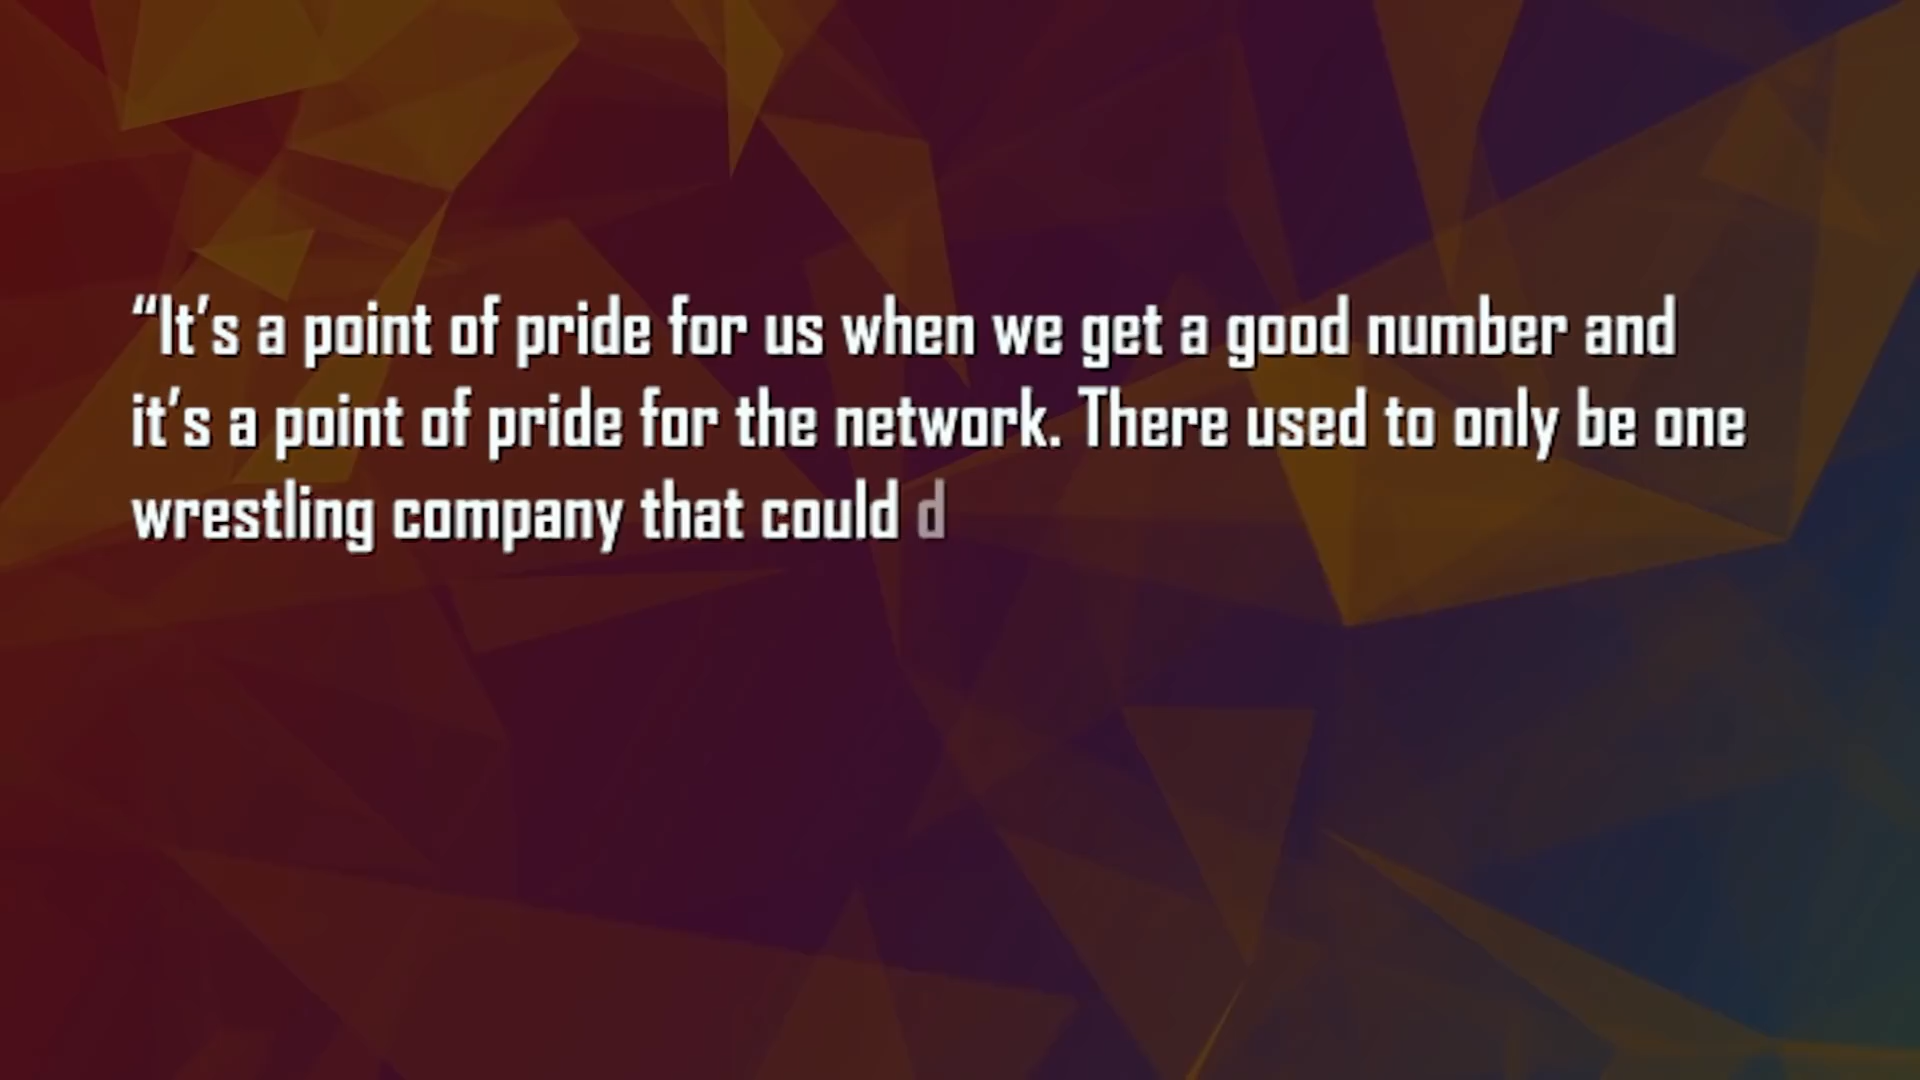 “It’s a point of pride for us when we get a good number and
it’s a point of pride for the network. There used to only be one
wrestling company that could d